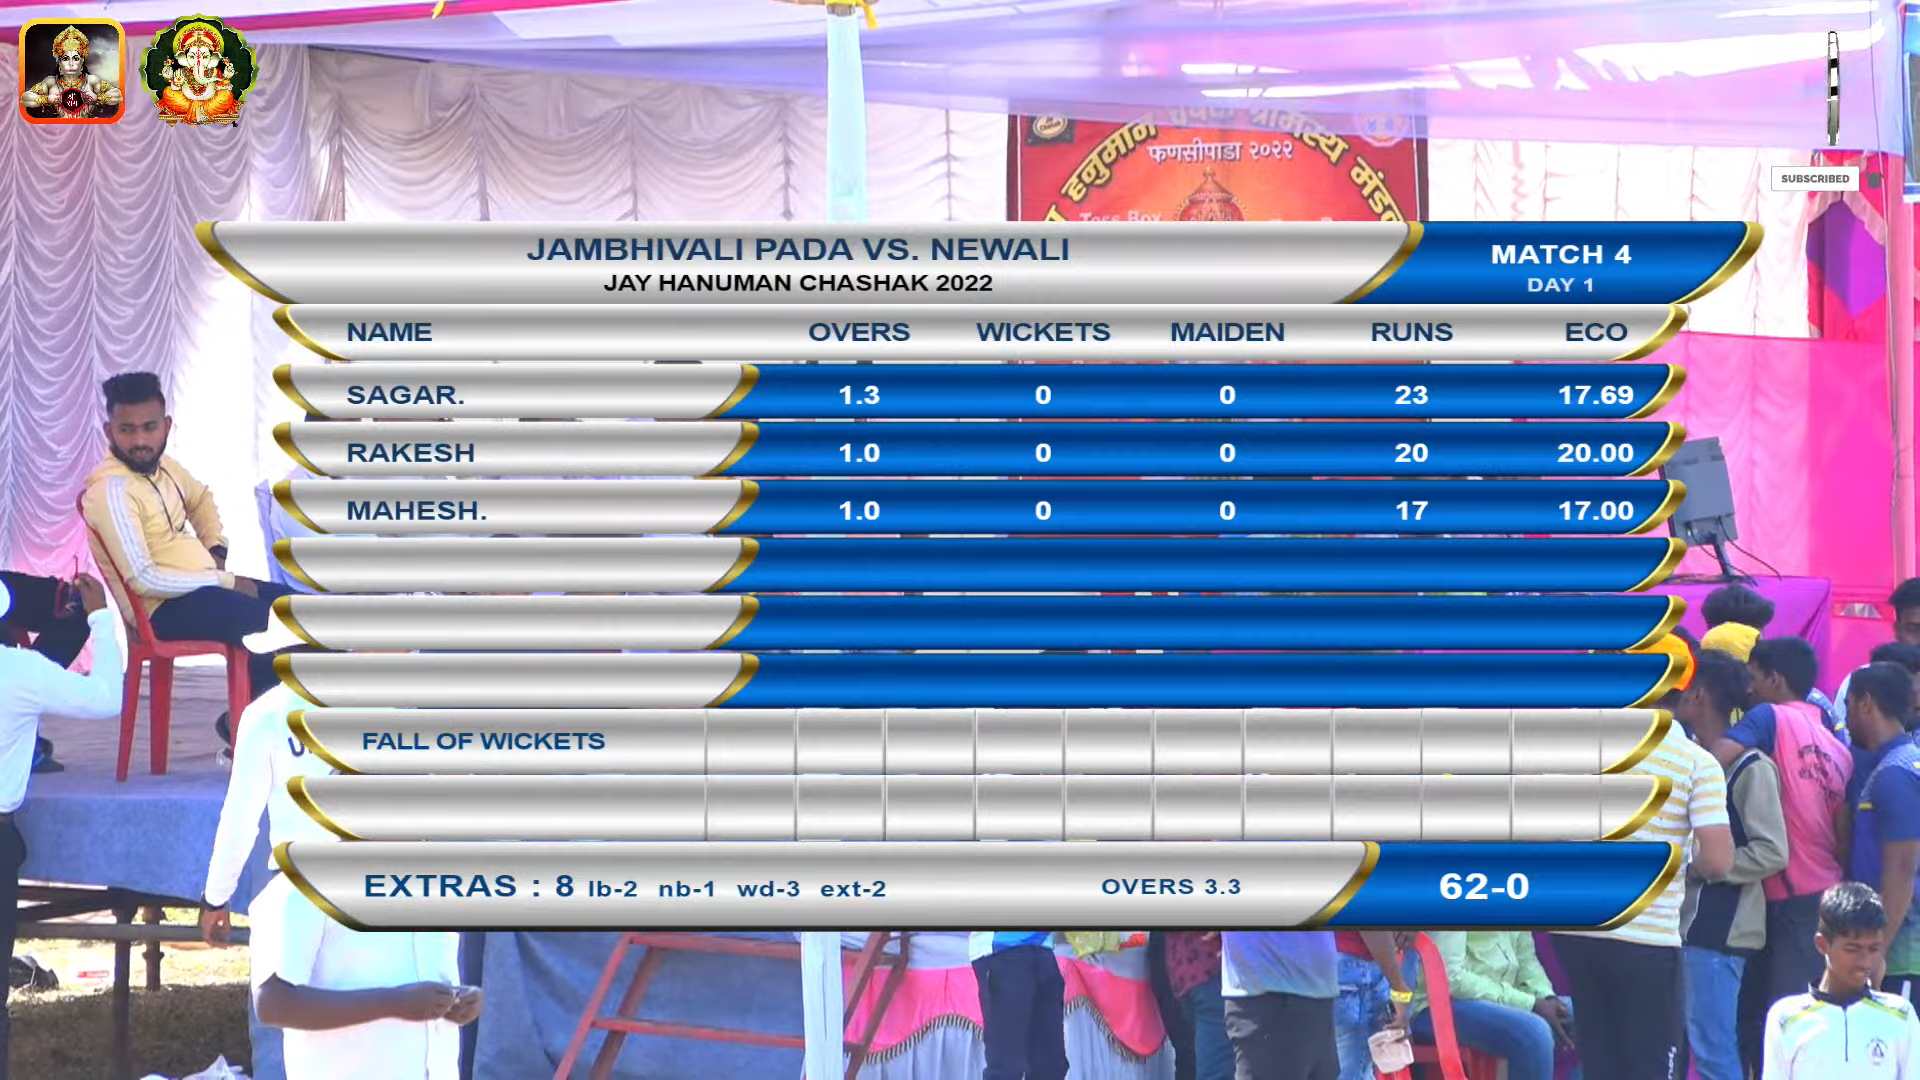 हनुमान
ग्रामस्थ मंडळ
फणसीपाडा २०२२
SUBSCRIBED
JAMBHIVALI PADA VS. NEWALI
JAY HANUMAN CHASHAK 2022
MATCH 4
DAY 1
NAME OVERS WICKETS MAIDEN RUNS ECO
SAGAR. 1.3 0 0 23 17.69
RAKESH 1.0 0 0 20 20.00
MAHESH. 1.0 0 0 17 17.00
FALL OF WICKETS
EXTRAS : 8 lb-2 nb-1 wd-3 ext-2 OVERS 3.3 62-0